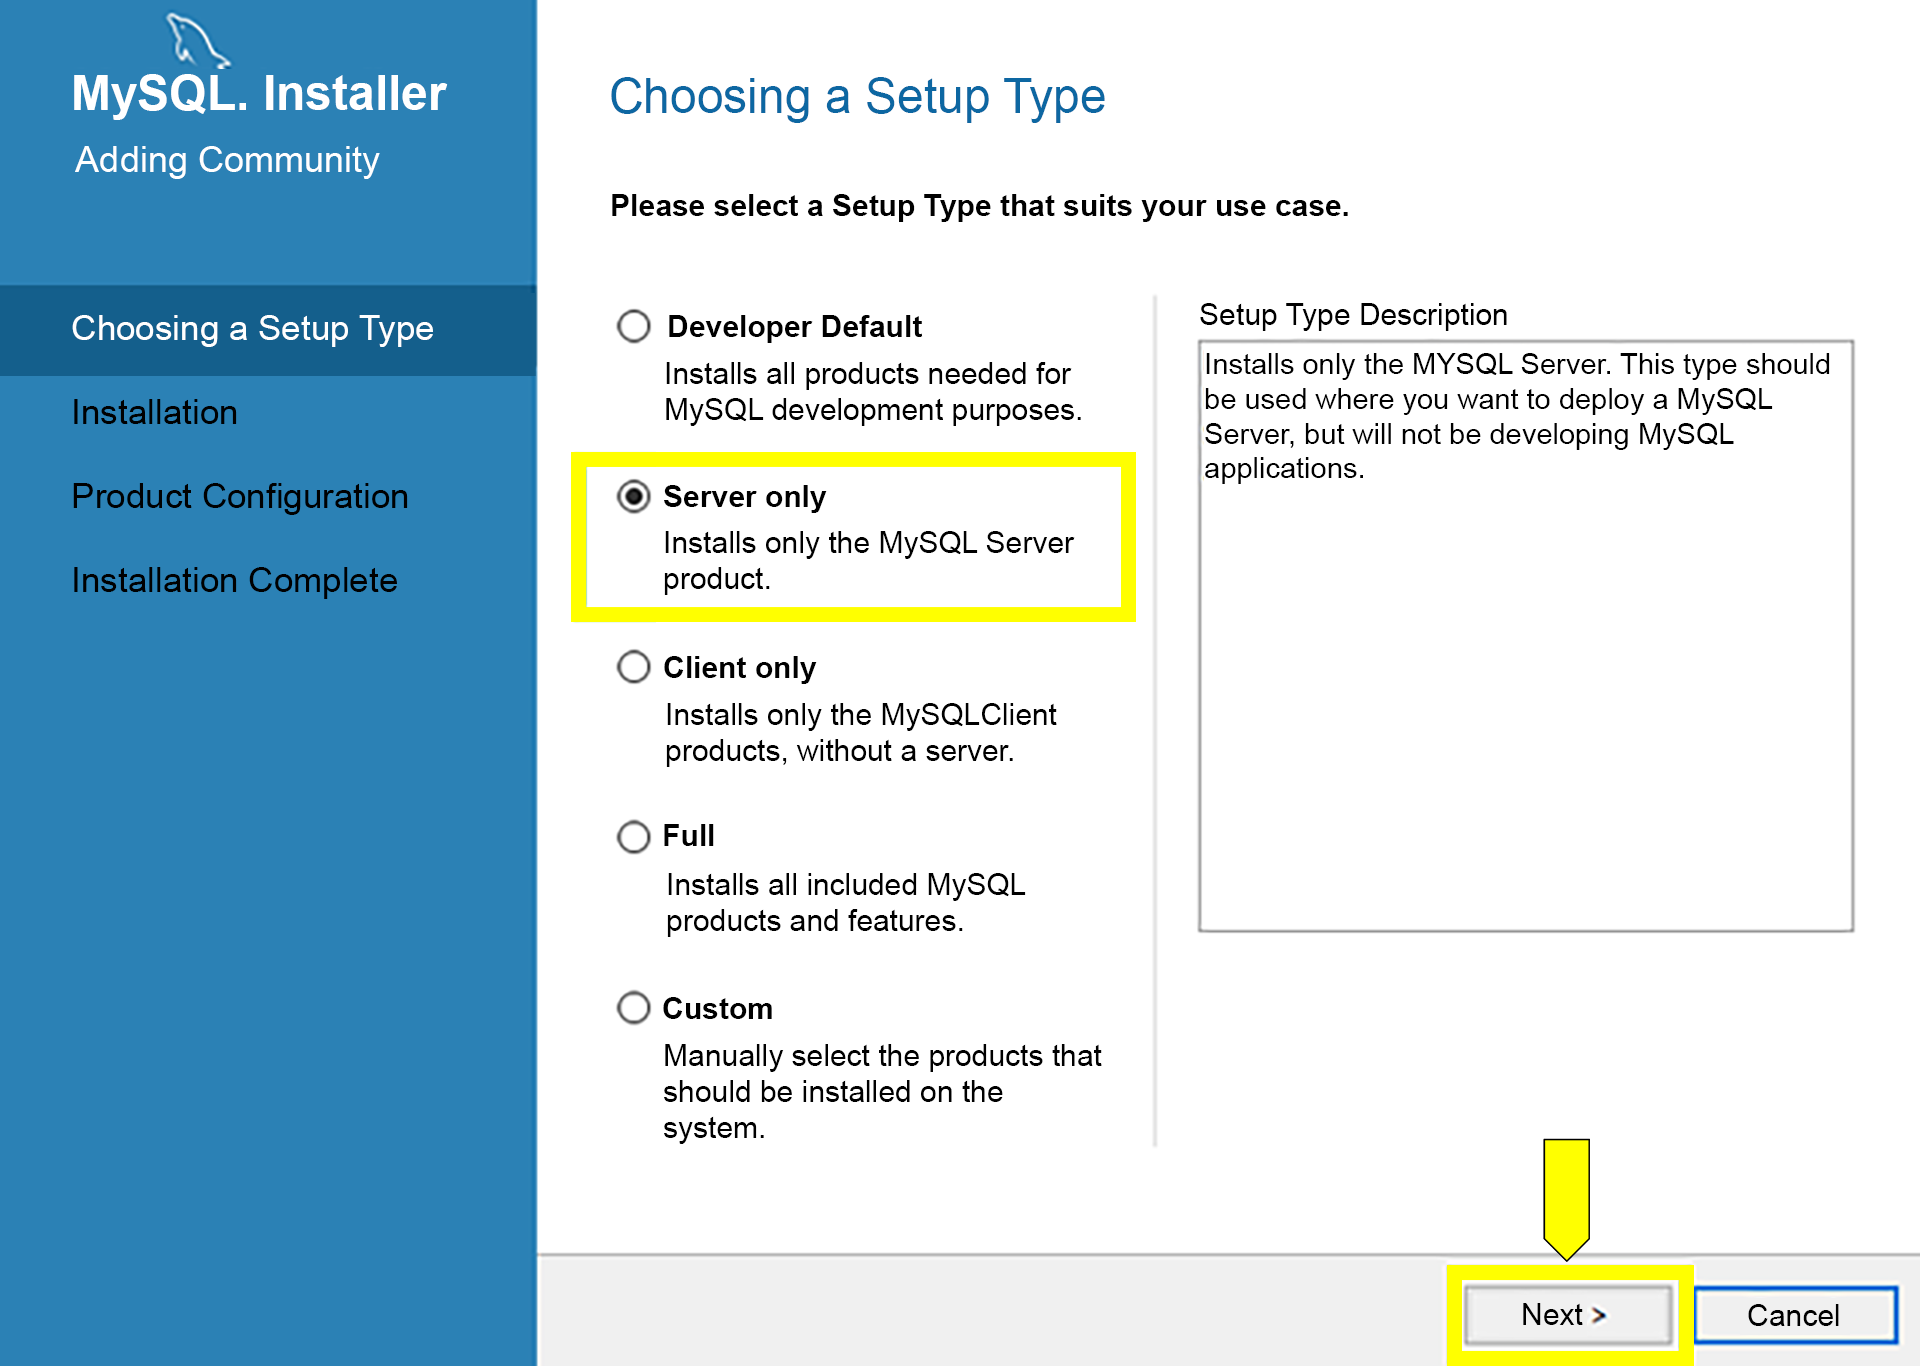 MySQL. Installer
Adding Community
Choosing a Setup Type
Installation
Product Configuration
Installation Complete
Choosing a Setup Type
Please select a Setup Type that suits your use case.
Developer Default
Installs all products needed for
MySQL development purposes.
Server only
Installs only the MySQL Server
product.
Client only
Installs only the MySQLClient
products, without a server.
Full
Installs all included MySQL
products and features.
Custom
Manually select the products that
should be installed on the
system.
Setup Type Description
Installs only the MYSQL Server. This type should
be used where you want to deploy a MySQL
Server, but will not be developing MySQL
applications.
Next >
Cancel